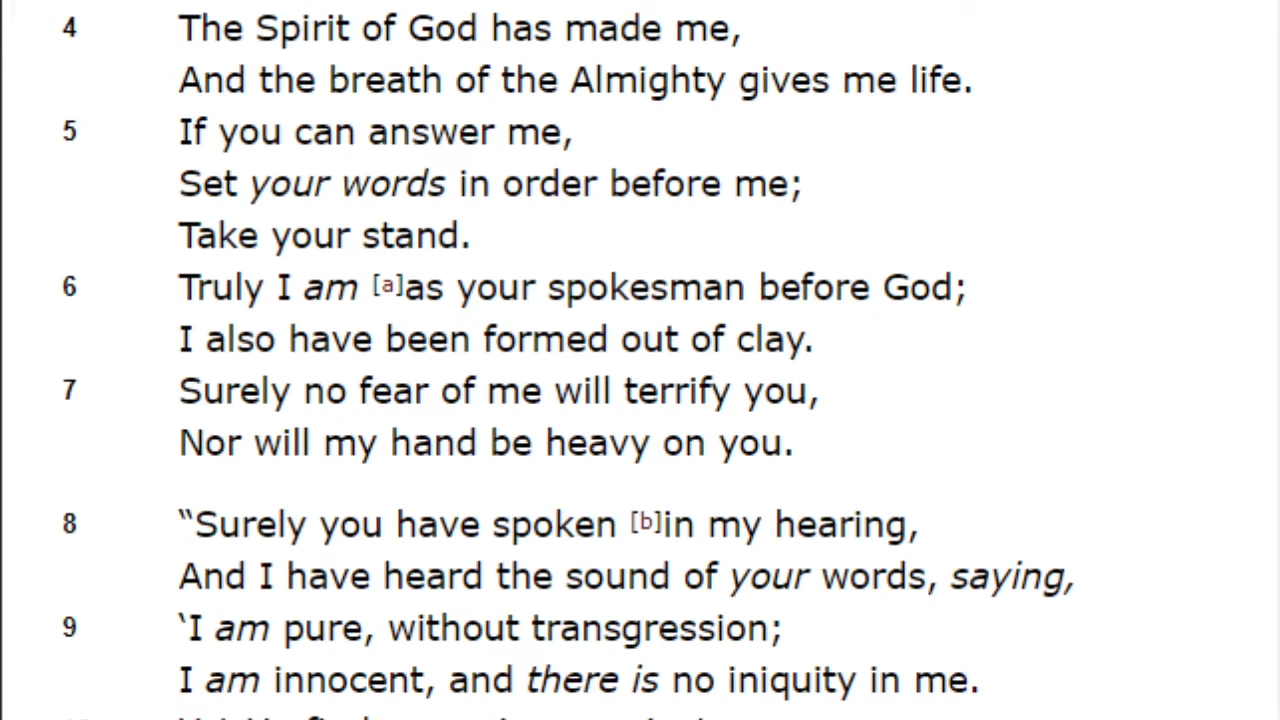 4 The Spirit of God has made me,
And the breath of the Almighty gives me life.
5 If you can answer me,
Set your words in order before me;
Take your stand.
6 Truly I am [a]as your spokesman before God;
I also have been formed out of clay.
7 Surely no fear of me will terrify you,
Nor will my hand be heavy on you.
8 “Surely you have spoken [b]in my hearing,
And I have heard the sound of your words, saying,
9 ‘I am pure, without transgression;
I am innocent, and there is no iniquity in me.